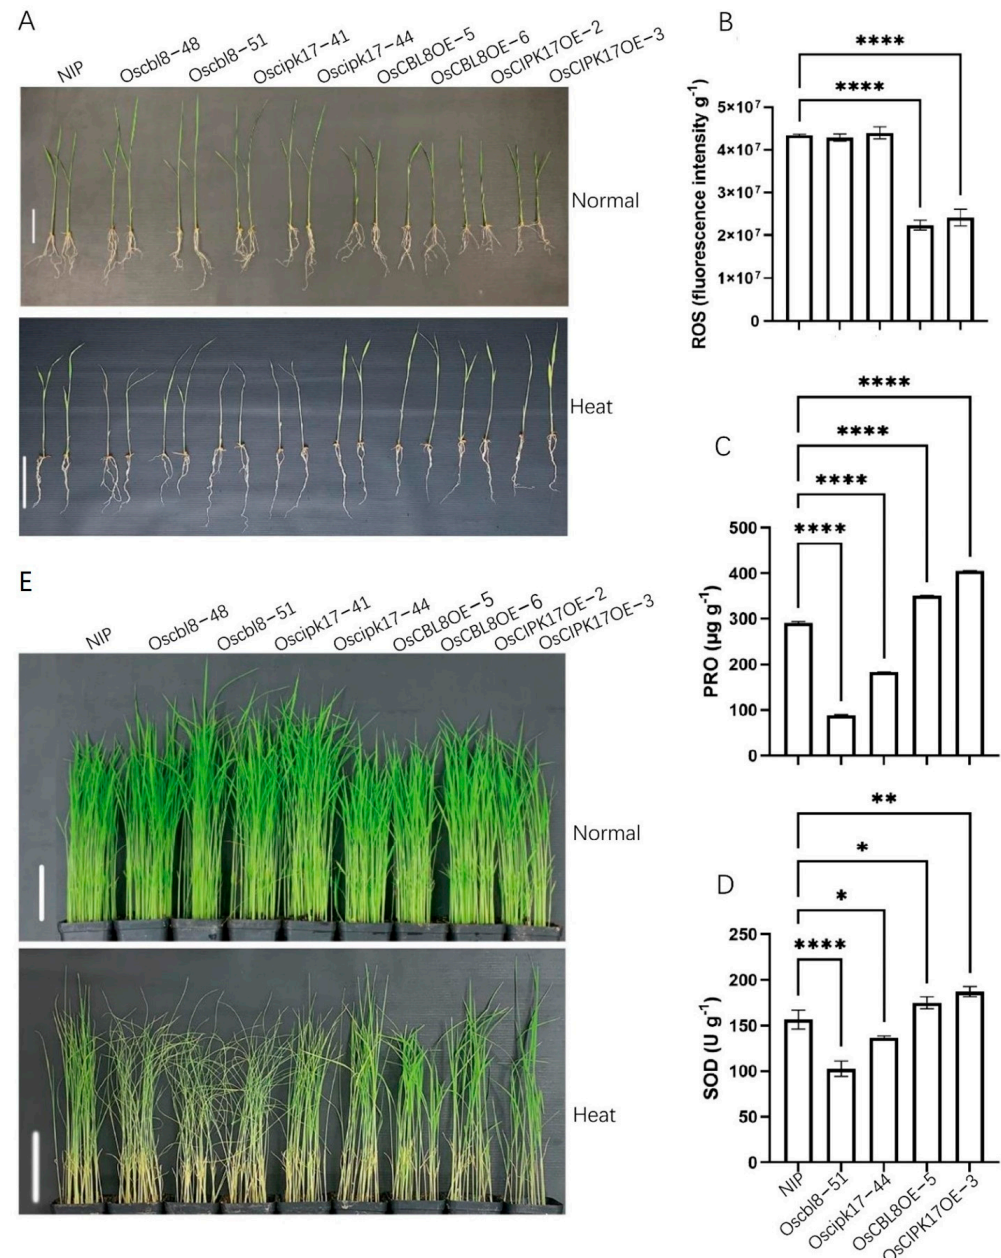 A
NIP
Oscbl8-48
Oscbl8-51
Oscipk17-41
Oscipk17-44
OsCBL8OE-5
OsCBL8OE-6
OsCIPK17OE-2
OsCIPK17OE-3
Normal
Heat
B
ROS (fluorescence intensity g⁻¹)
5×10⁷
4×10⁷
3×10⁷
2×10⁷
1×10⁷
0
****
****
C
PRO (μg g⁻¹)
500
400
300
200
100
0
****
****
****
****
D
SOD (U g⁻¹)
250
200
150
100
50
0
**
*
*
****
NIP
Oscbl8-51
Oscipk17-44
OsCBL8OE-5
OsCIPK17OE-3
E
NIP
Oscbl8-48
Oscbl8-51
Oscipk17-41
Oscipk17-44
OsCBL8OE-5
OsCBL8OE-6
OsCIPK17OE-2
OsCIPK17OE-3
Normal
Heat